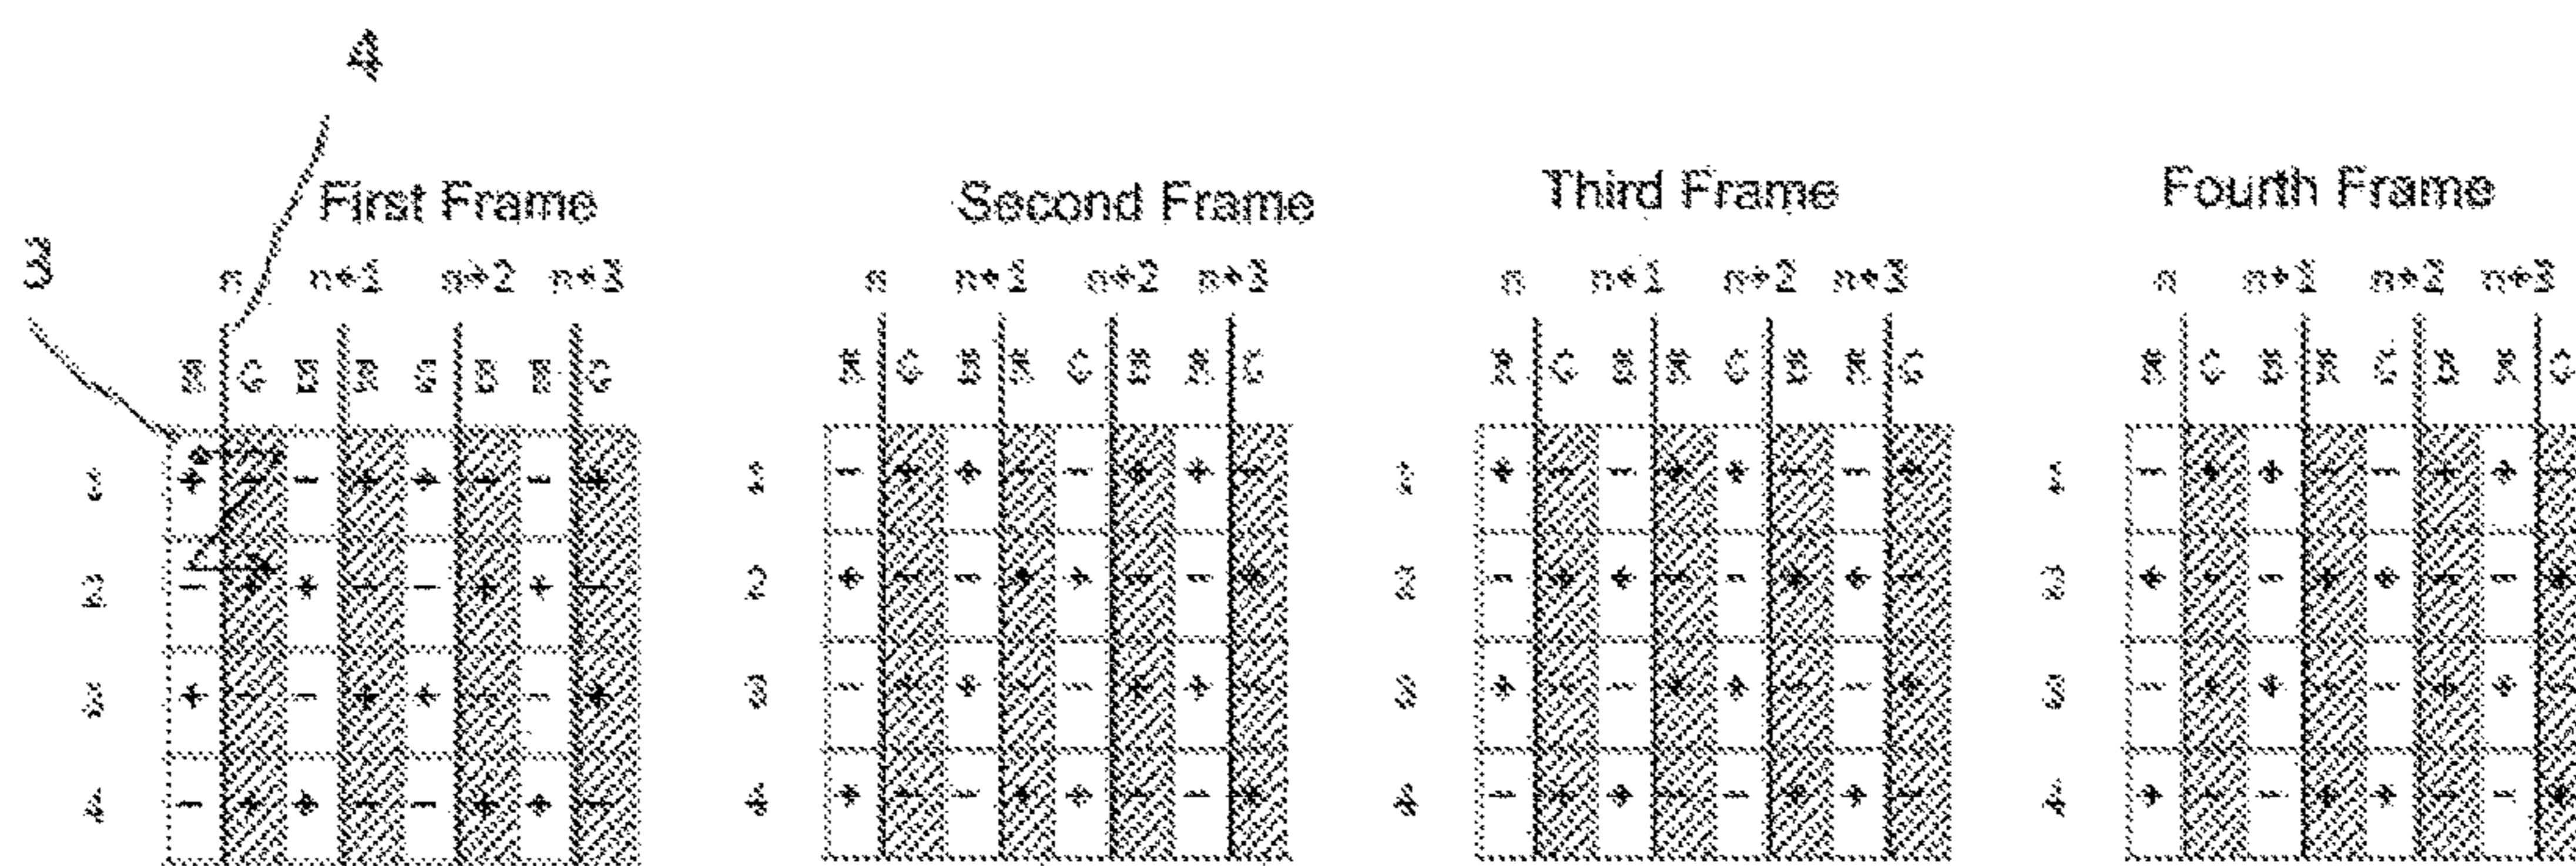 4
First Frame Second Frame Third Frame Fourth Frame
3
n n+1 n+2 n+3 n n+1 n+2 n+3 n n+1 n+2 n+3 n n+1 n+2 n+3
R G B R G B R G R G B R G B R G R G B R G B R G R G B R G B R G
1 + - - + + - - + 1 - + + - - + + - 1 + - - + + - - + 1 - + + - - + +
2 - + + - - + + - 2 + - - + + - - + 2 - + + - - + + - 2 + - - + + - - +
3 + - - + + - - + 3 - + + - - + + - 3 + - - + + - - + 3 - + + - - + +
4 - + + - - + + - 4 + - - + + - - + 4 - + + - - + + - 4 + - - + + - - +